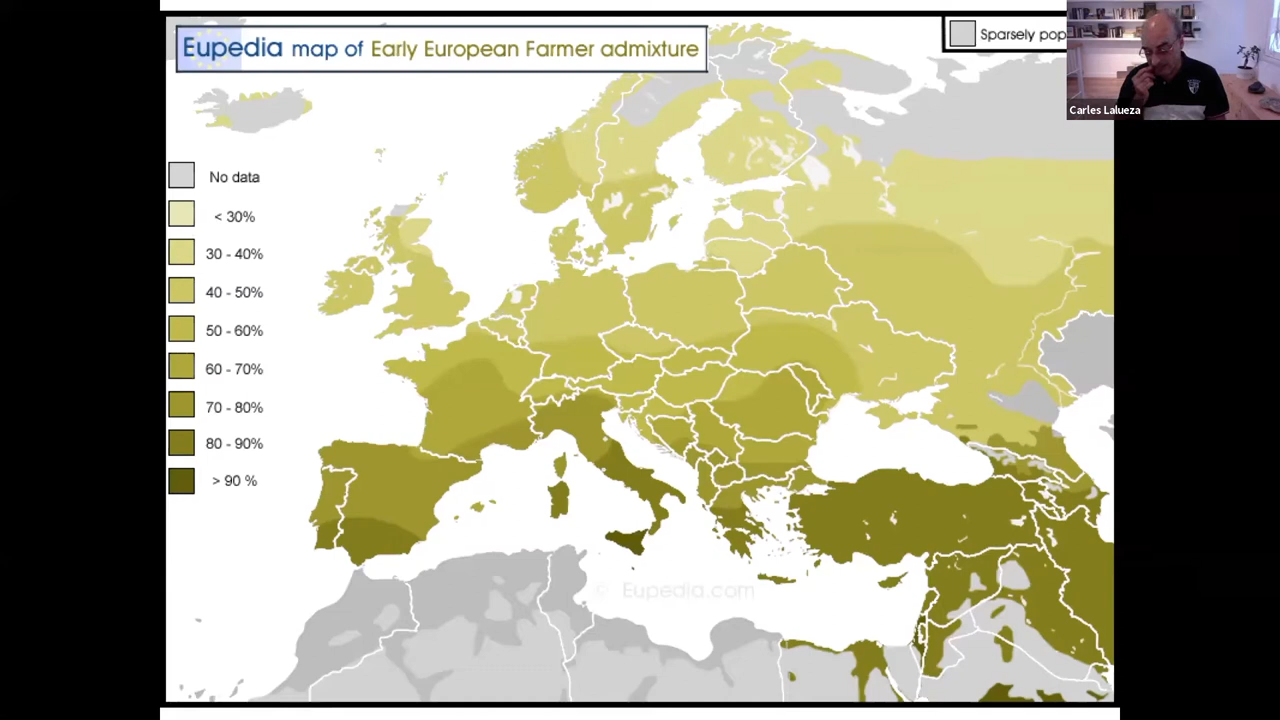 Eupedia map of Early European Farmer admixture
Sparsely pop
Carles Lalueza
No data
< 30%
30 - 40%
40 - 50%
50 - 60%
60 - 70%
70 - 80%
80 - 90%
> 90 %
© Eupedia.com